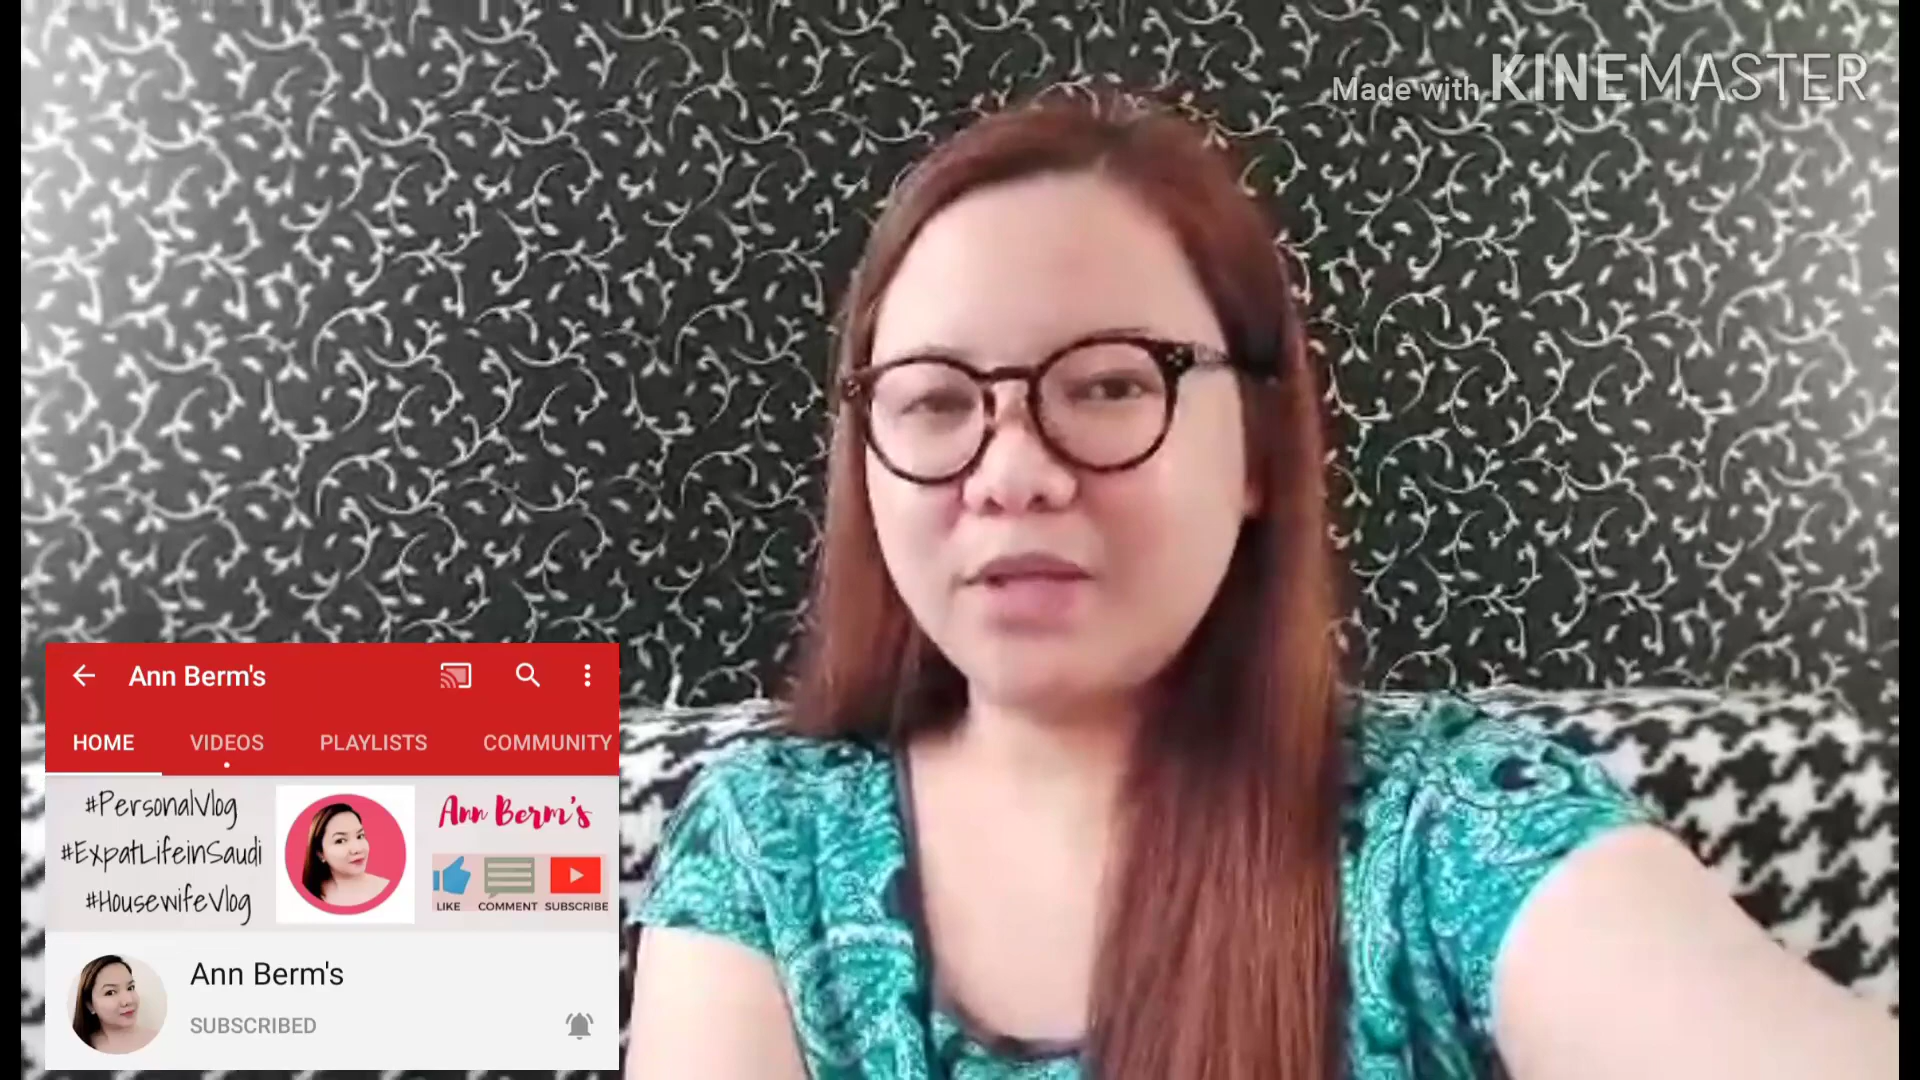 Made with KINEMASTER
Ann Berm's
HOME VIDEOS PLAYLISTS COMMUNITY
#PersonalVlog
#ExpatLifeinSaudi
#HousewifeVlog
Ann Berm's
LIKE COMMENT SUBSCRIBE
Ann Berm's
SUBSCRIBED